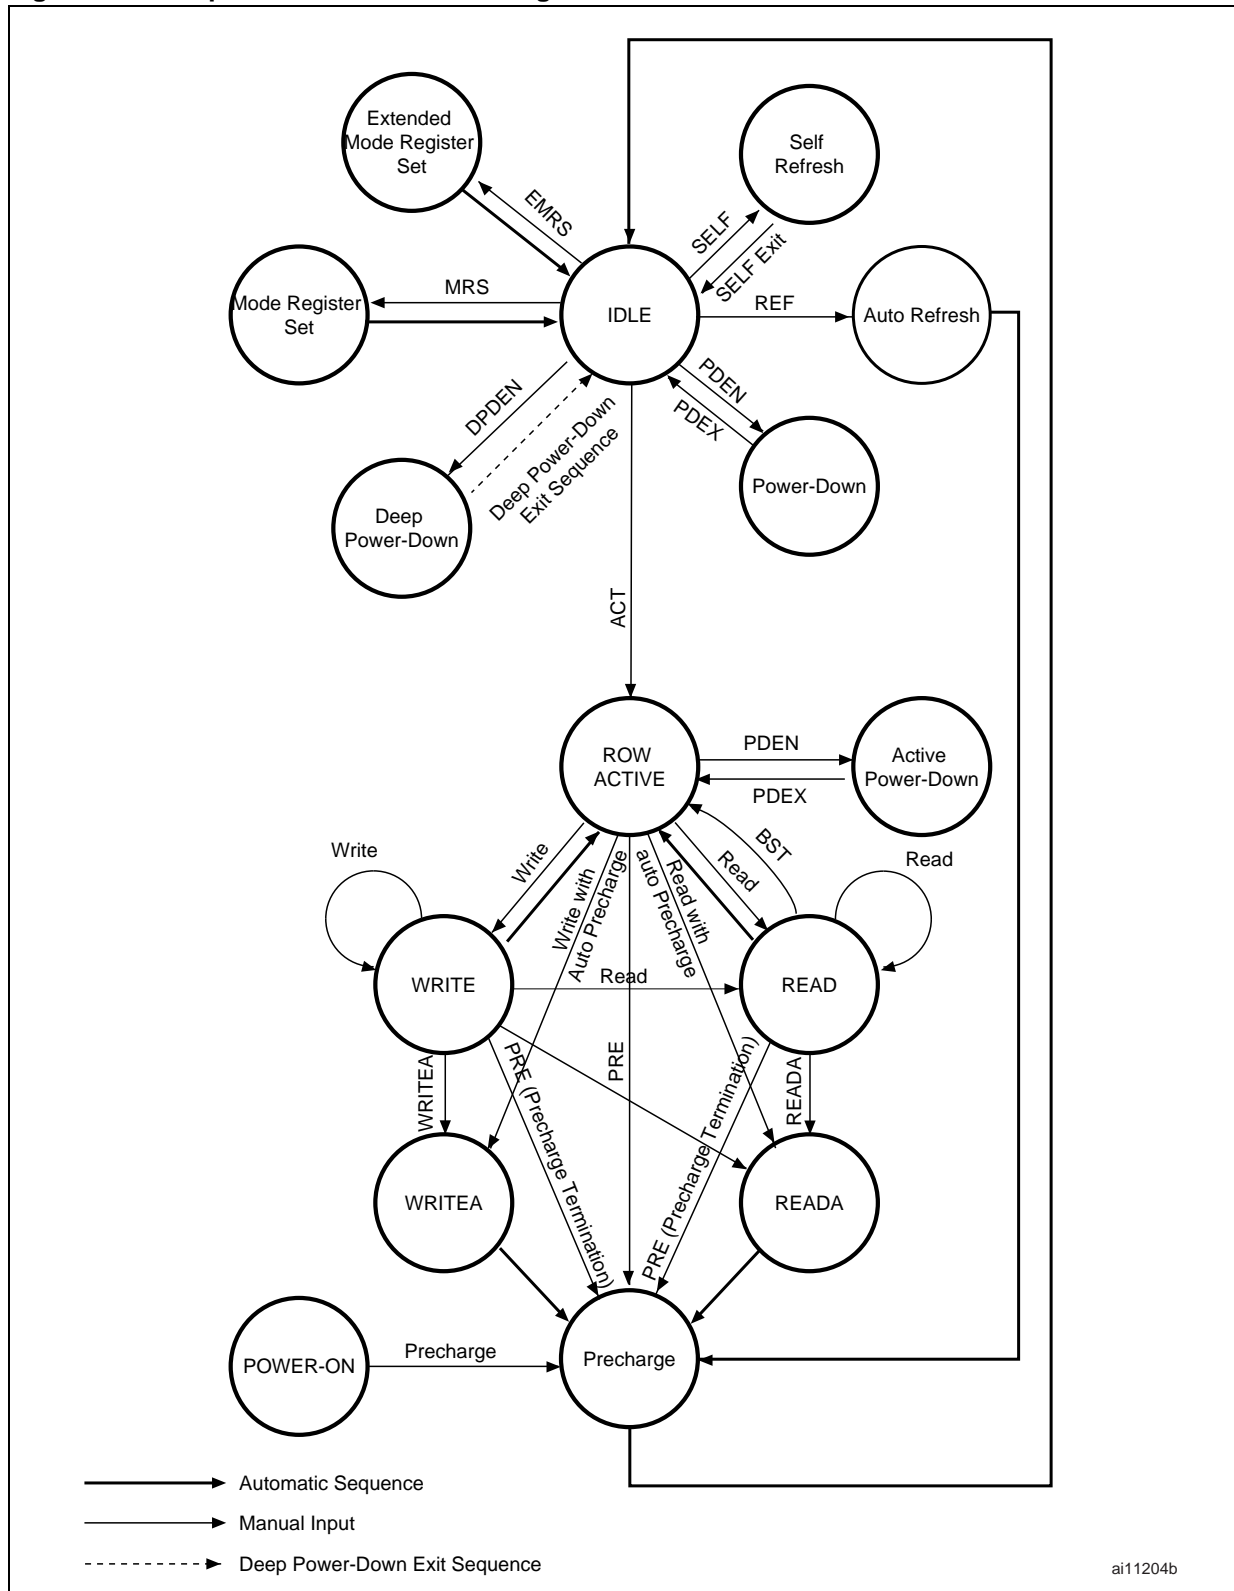 Extended
Mode Register
Set
Self
Refresh
EMRS
SELF
SELF Exit
Mode Register
Set
MRS
IDLE
REF
Auto Refresh
DPDEN
Deep Power-Down
Exit Sequence
PDEN
PDEX
Deep
Power-Down
Power-Down
ACT
ROW
ACTIVE
PDEN
PDEX
Active
Power-Down
Write
Write
Write with
Auto Precharge
Read with
auto Precharge
Read
BST
Read
WRITE
Read
READ
WRITEA
PRE (Precharge Termination)
PRE
PRE (Precharge Termination)
READA
WRITEA
READA
POWER-ON
Precharge
Precharge
Automatic Sequence
Manual Input
Deep Power-Down Exit Sequence
ai11204b